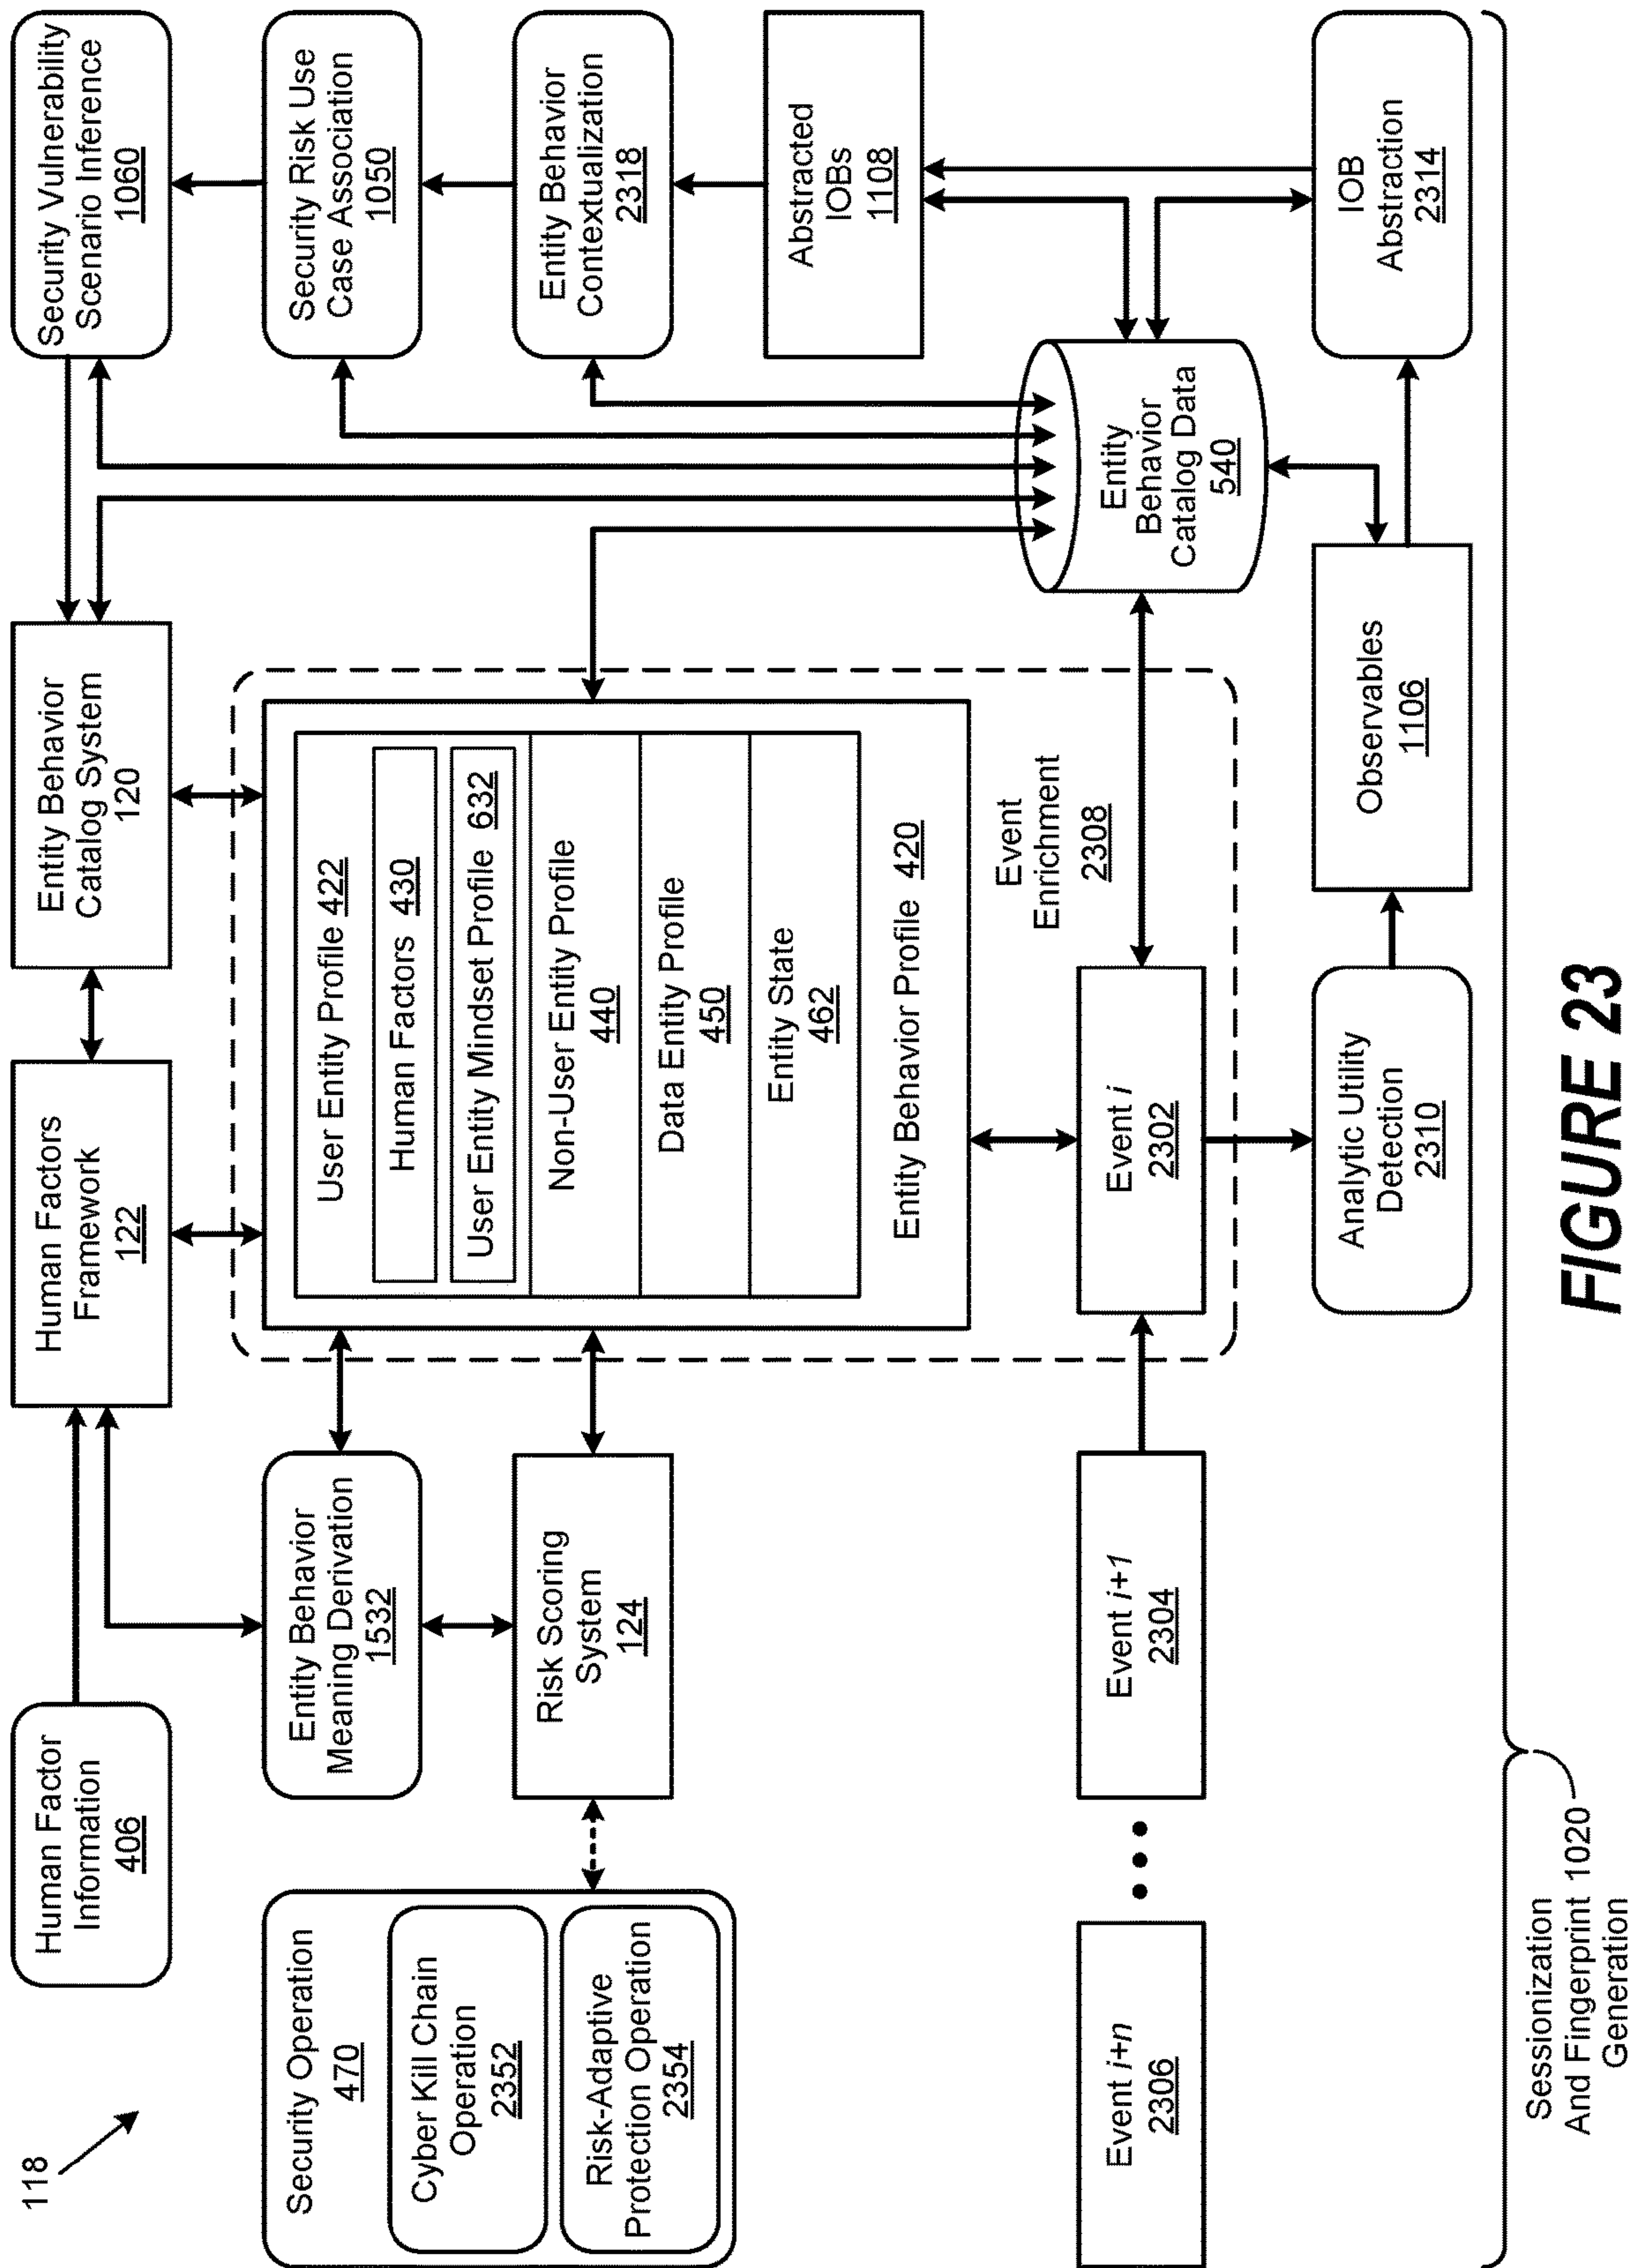 118
Human Factor
Information
406
Human Factors
Framework
122
Entity Behavior
Catalog System
120
Security Vulnerability
Scenario Inference
1060
Security Operation
470
Cyber Kill Chain
Operation
2352
Risk-Adaptive
Protection Operation
2354
Entity Behavior
Meaning Derivation
1532
Risk Scoring
System
124
User Entity Profile 422
Human Factors 430
User Entity Mindset Profile 632
Non-User Entity Profile
440
Data Entity Profile
450
Entity State
462
Entity Behavior Profile 420
Security Risk Use
Case Association
1050
Entity Behavior
Contextualization
2318
Abstracted
IOBs
1108
Event
Enrichment
2308
Entity
Behavior
Catalog Data
540
Event i+n
2306
Event i+1
2304
Event i
2302
Analytic Utility
Detection
2310
Observables
1106
IOB
Abstraction
2314
Sessionization
And Fingerprint 1020
Generation
FIGURE 23